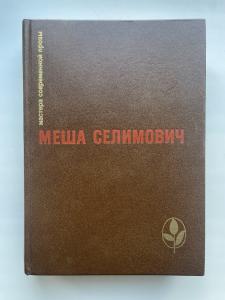 мастера современной прозы
МЕША СЕЛИМОВИЧ